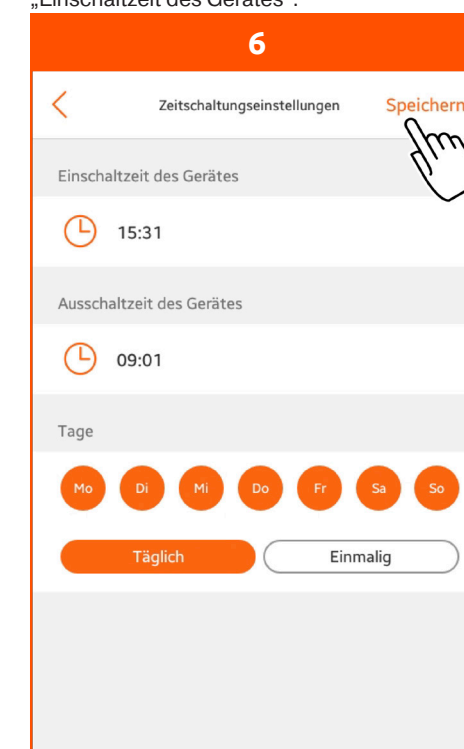 „Einschaltzeit des Gerätes“.
6
Zeitschaltungseinstellungen Speichern
Einschaltzeit des Gerätes
15:31
Ausschaltzeit des Gerätes
09:01
Tage
Mo Di Mi Do Fr Sa So
Täglich Einmalig